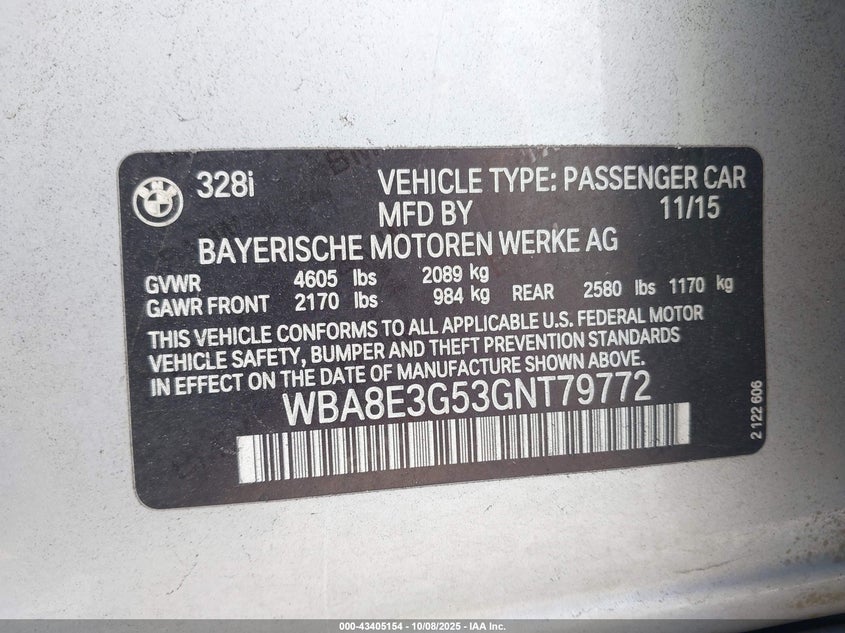 BMW
328i VEHICLE TYPE: PASSENGER CAR
MFD BY 11/15
BAYERISCHE MOTOREN WERKE AG
GVWR 4605 lbs 2089 kg
GAWR FRONT 2170 lbs 984 kg REAR 2580 lbs 1170 kg
THIS VEHICLE CONFORMS TO ALL APPLICABLE U.S. FEDERAL MOTOR
VEHICLE SAFETY, BUMPER AND THEFT PREVENTION STANDARDS
IN EFFECT ON THE DATE OF MANUFACTURE SHOWN ABOVE.
WBA8E3G53GNT79772
2 122 606
000-43405154 - 10/08/2025 - IAA Inc.